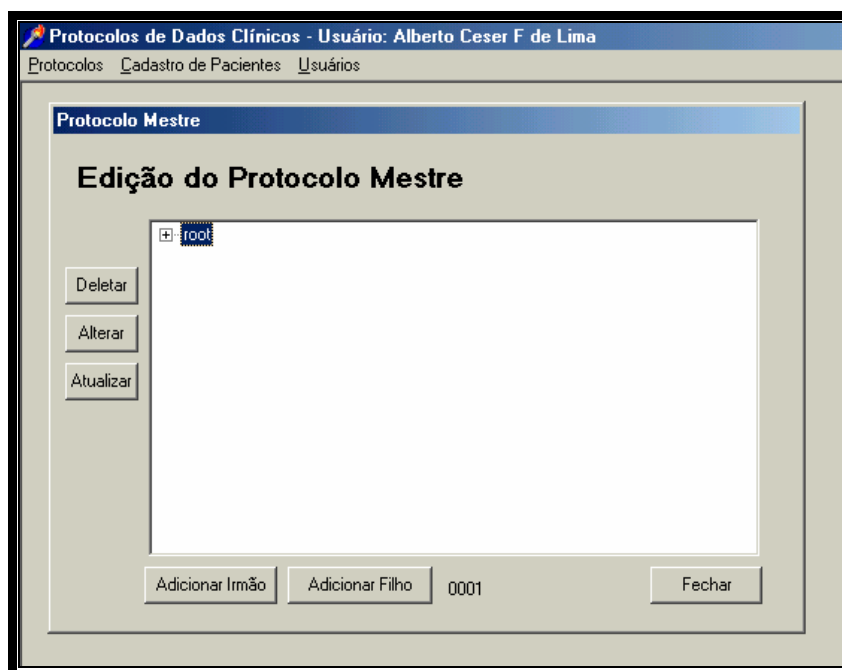 Protocolos de Dados Clínicos - Usuário: Alberto Ceser F de Lima
Protocolos Cadastro de Pacientes Usuários
Protocolo Mestre
Edição do Protocolo Mestre
root
Deletar
Alterar
Atualizar
Adicionar Irmão Adicionar Filho 0001 Fechar